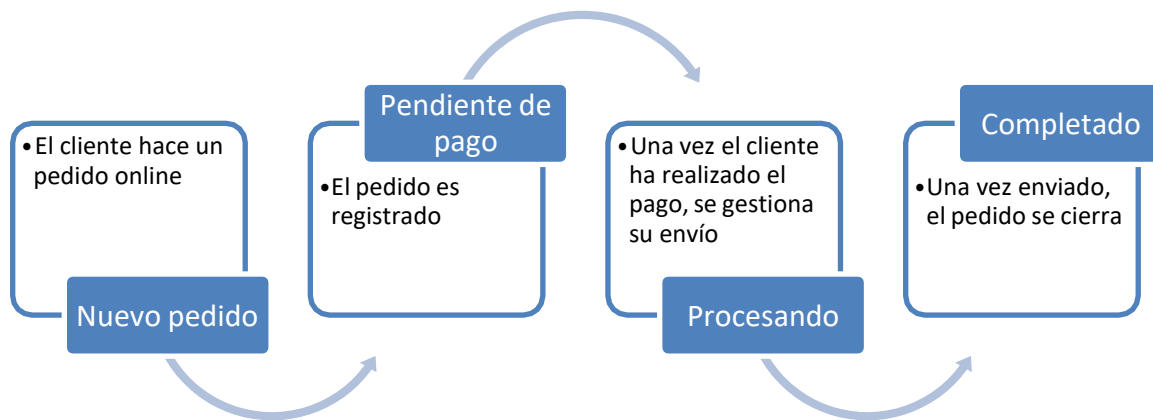 • El cliente hace un
pedido online
Nuevo pedido
Pendiente de
pago
• El pedido es
registrado
• Una vez el cliente
ha realizado el
pago, se gestiona
su envío
Procesando
Completado
• Una vez enviado,
el pedido se cierra